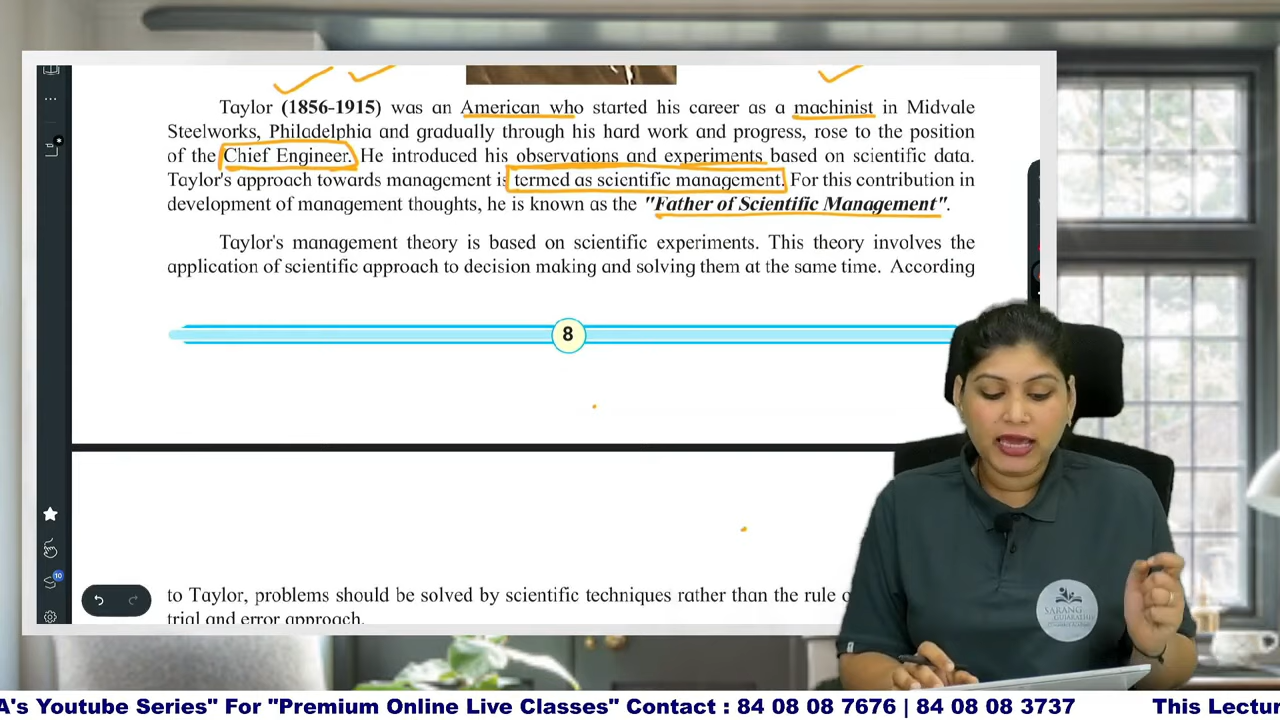 Taylor (1856-1915) was an American who started his career as a machinist in Midvale
Steelworks, Philadelphia and gradually through his hard work and progress, rose to the position
of the Chief Engineer. He introduced his observations and experiments based on scientific data.
Taylor's approach towards management is termed as scientific management. For this contribution in
development of management thoughts, he is known as the "Father of Scientific Management".
Taylor's management theory is based on scientific experiments. This theory involves the
application of scientific approach to decision making and solving them at the same time. According
8
to Taylor, problems should be solved by scientific techniques rather than the rule
trial and error approach.
10
SARANG
GUJARATHI
A's Youtube Series" For "Premium Online Live Classes" Contact : 84 08 08 7676 | 84 08 08 3737
This Lectu